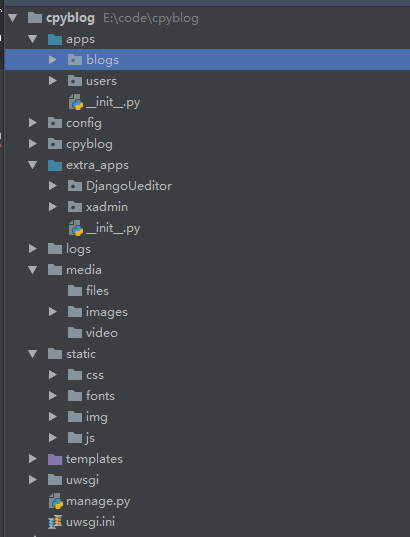 cpyblog E:\code\cpyblog
apps
blogs
users
__init__.py
config
cpyblog
extra_apps
DjangoUeditor
xadmin
__init__.py
logs
media
files
images
video
static
css
fonts
img
js
templates
uwsgi
manage.py
uwsgi.ini